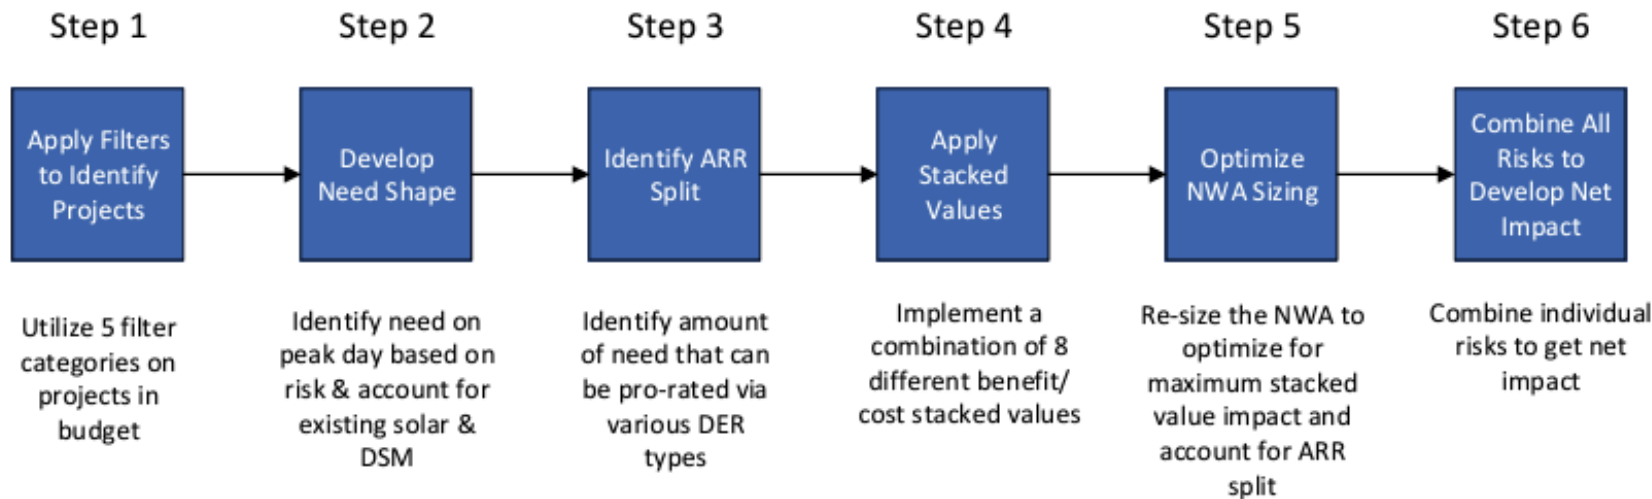 Step 1
Step 2
Step 3
Step 4
Step 5
Step 6
Apply Filters
to Identify
Projects
Develop
Need Shape
Identify ARR
Split
Apply
Stacked
Values
Optimize
NWA Sizing
Combine All
Risks to
Develop Net
Impact
Utilize 5 filter
categories on
projects in
budget
Identify need on
peak day based on
risk & account for
existing solar &
DSM
Identify amount
of need that can
be pro-rated via
various DER
types
Implement a
combination of 8
different benefit/
cost stacked values
Re-size the NWA to
optimize for
maximum stacked
value impact and
account for ARR
split
Combine individual
risks to get net
impact